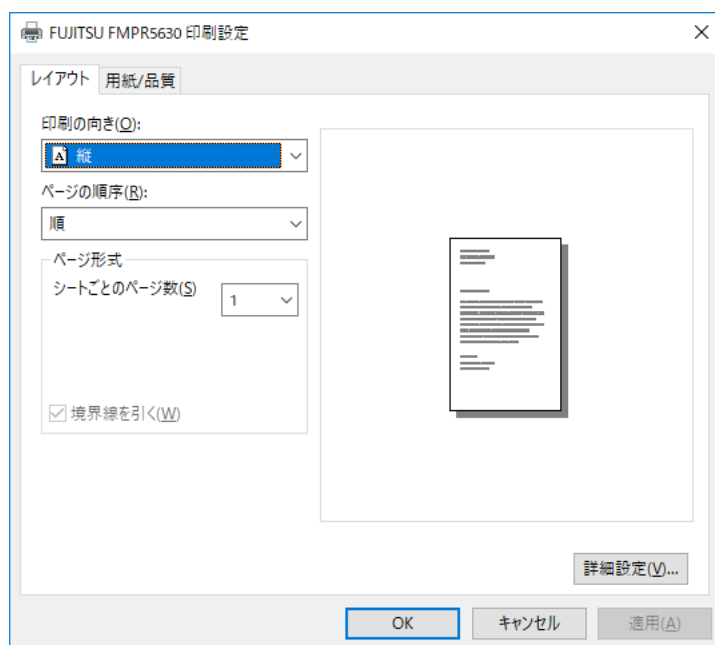 FUJITSU FMPR5630 印刷設定
レイアウト 用紙/品質
印刷の向き(O):
縦
ページの順序(R):
順
ページ形式
シートごとのページ数(S) 1
境界線を引く(W)
詳細設定(V)...
OK キャンセル 適用(A)